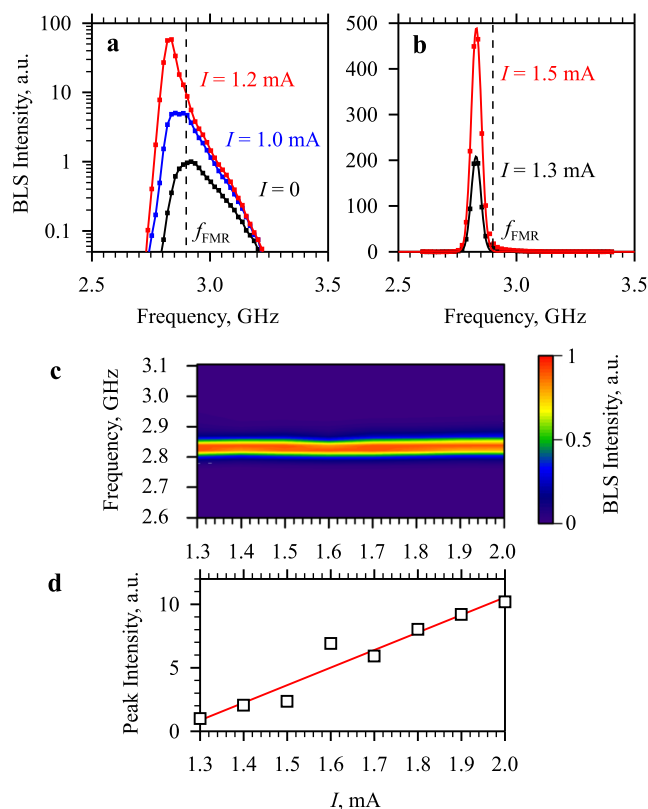 a
BLS Intensity, a.u.
100
10
1
0.1
I = 1.2 mA
I = 1.0 mA
I = 0
fFMR
2.5
3.0
3.5
Frequency, GHz
b
500
400
300
200
100
0
I = 1.5 mA
I = 1.3 mA
fFMR
2.5
3.0
3.5
Frequency, GHz
c
Frequency, GHz
3.1
3.0
2.9
2.8
2.7
2.6
1.3 1.4 1.5 1.6 1.7 1.8 1.9 2.0
1
0.5
0
BLS Intensity, a.u.
d
Peak Intensity, a.u.
10
5
0
1.3 1.4 1.5 1.6 1.7 1.8 1.9 2.0
I, mA